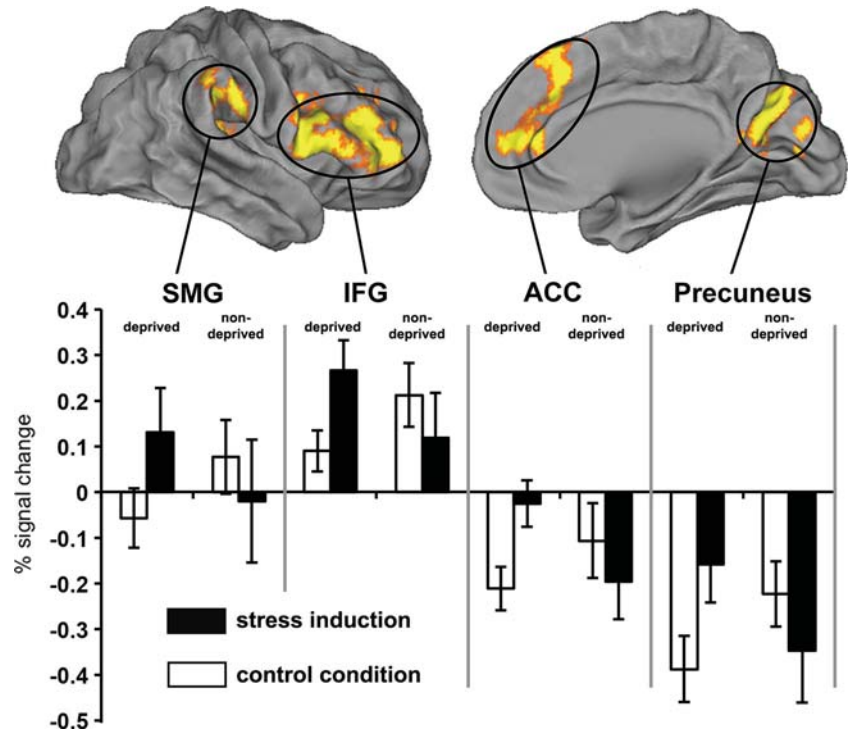 SMG IFG ACC Precuneus
deprived non-deprived deprived non-deprived deprived non-deprived deprived non-deprived
0.4
0.3
0.2
0.1
0
-0.1
-0.2
-0.3
-0.4
-0.5
% signal change
stress induction
control condition